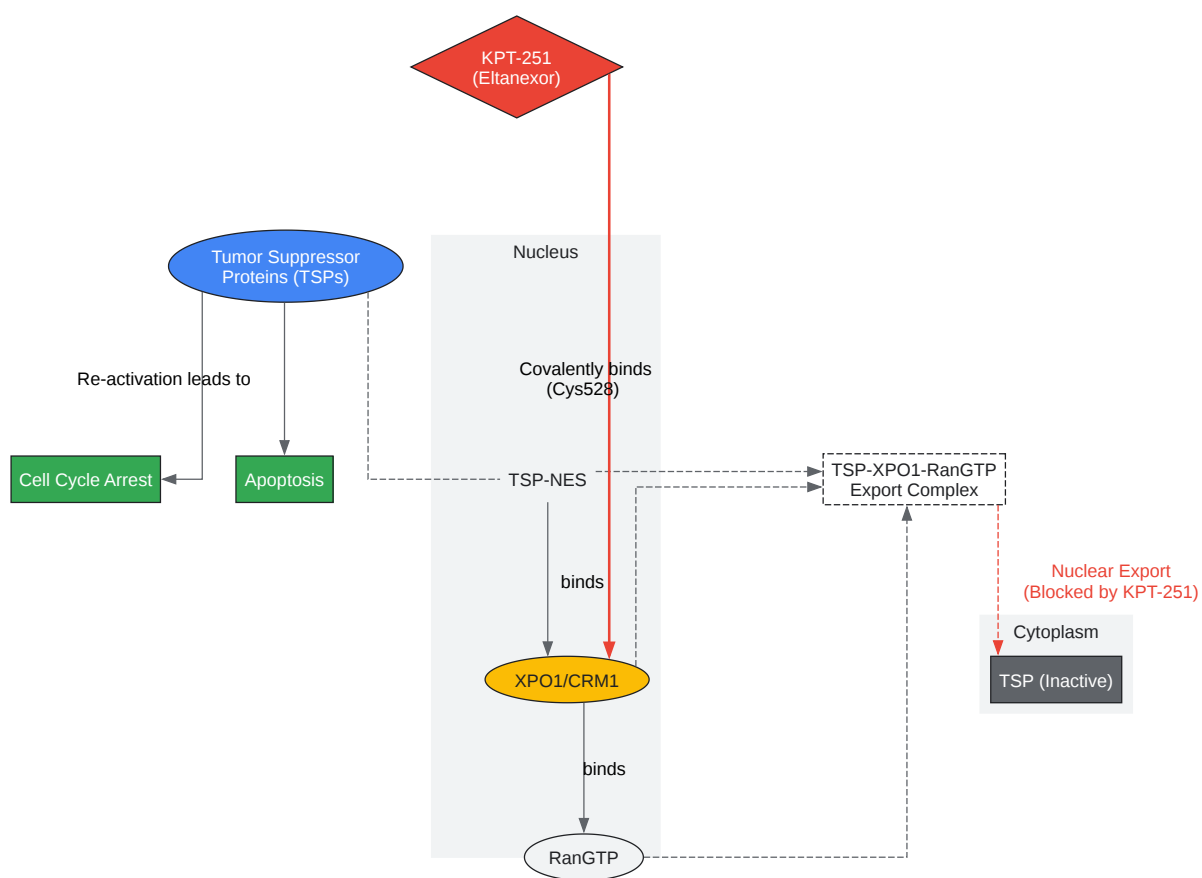 KPT-251
(Eltanexor)
Nucleus
Tumor Suppressor
Proteins (TSPs)
Re-activation leads to
Covalently binds
(Cys528)
Cell Cycle Arrest
Apoptosis
TSP-NES
TSP-XPO1-RanGTP
Export Complex
binds
Nuclear Export
(Blocked by KPT-251)
Cytoplasm
XPO1/CRM1
TSP (Inactive)
binds
RanGTP